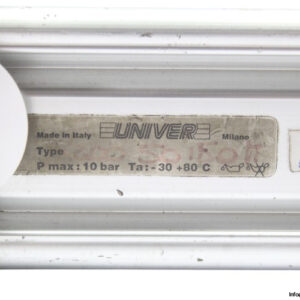 Made in Italy UNIVER Milano
Type
P max : 10 bar Ta : - 30 +80 C